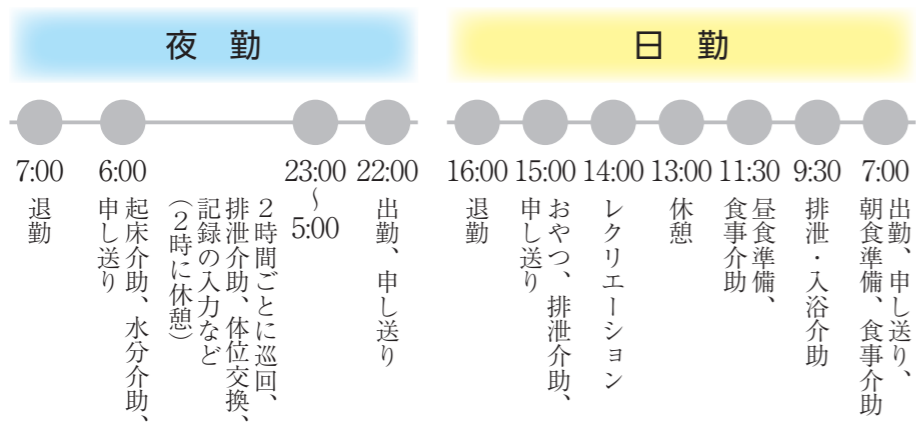 日 勤
7:00
出勤、申し送り、
朝食準備、食事介助
9:30
排泄・入浴介助
11:30
昼食準備、
食事介助
13:00
休憩
14:00
レクリエーション
15:00
おやつ、排泄介助、
申し送り
16:00
退勤
夜 勤
22:00
出勤、申し送り
23:00
〜
5:00
2時間ごとに巡回、
排泄介助、体位交換、
記録の入力など
(2時に休憩)
6:00
起床介助、水分介助、
申し送り
7:00
退勤